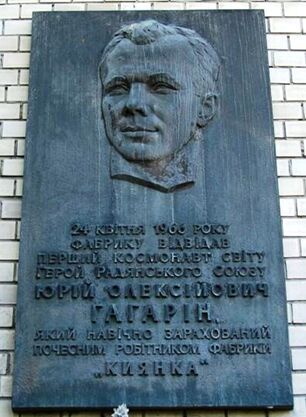 24 КВІТНЯ 1966 РОКУ
ФАБРИКУ ВІДВІДАВ
ПЕРШИЙ КОСМОНАВТ СВІТУ
ГЕРОЙ РАДЯНСЬКОГО СОЮЗУ
ЮРІЙ ОЛЕКСІЙОВИЧ
ГАГАРІН,
ЯКИЙ НАВІЧНО ЗАРАХОВАНИЙ
ПОЧЕСНИМ РОБІТНИКОМ ФАБРИКИ
„КИЯНКА"